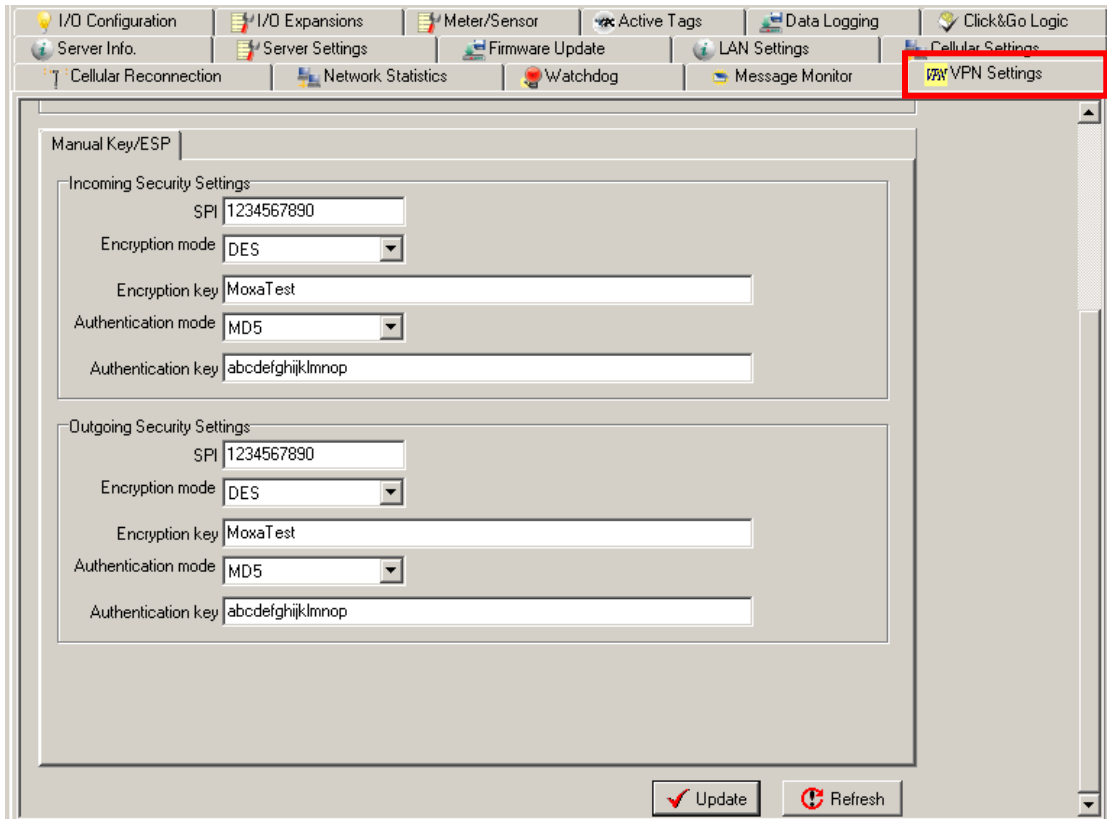 I/O Configuration I/O Expansions Meter/Sensor Active Tags Data Logging Click&Go Logic
Server Info. Server Settings Firmware Update LAN Settings Cellular Settings
Cellular Reconnection Network Statistics Watchdog Message Monitor VPN VPN Settings
Manual Key/ESP
Incoming Security Settings
SPI 1234567890
Encryption mode DES
Encryption key MoxaTest
Authentication mode MD5
Authentication key abcdefghijklmnop
Outgoing Security Settings
SPI 1234567890
Encryption mode DES
Encryption key MoxaTest
Authentication mode MD5
Authentication key abcdefghijklmnop
Update Refresh